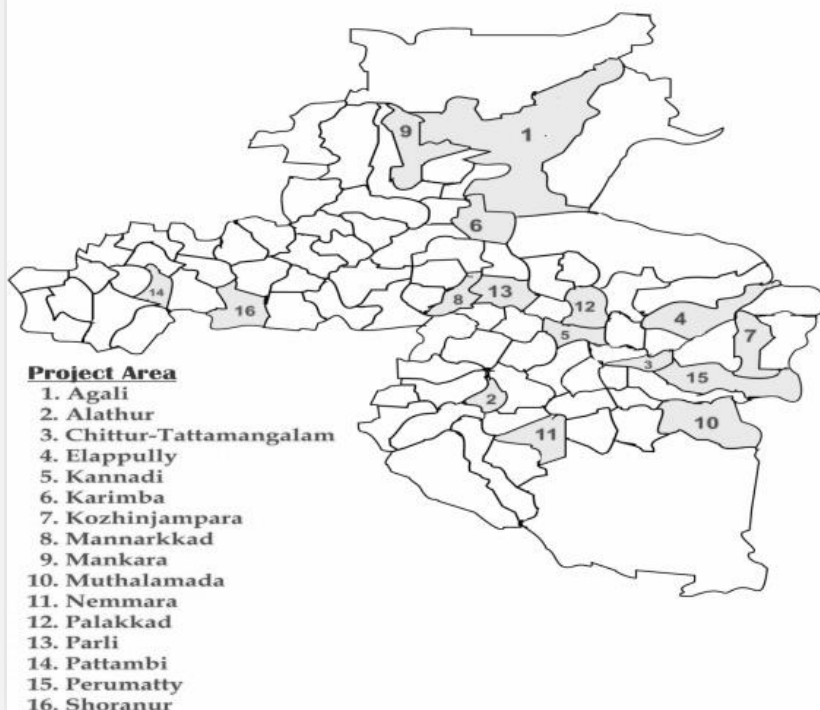 1
9
6
13
8
12
14
16
4
5
7
3
15
2
10
11
Project Area
1. Agali
2. Alathur
3. Chittur-Tattamangalam
4. Elappully
5. Kannadi
6. Karimba
7. Kozhinjampara
8. Mannarkkad
9. Mankara
10. Muthalamada
11. Nemmara
12. Palakkad
13. Parli
14. Pattambi
15. Perumatty
16. Shoranur